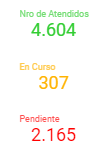 Nro de Atendidos
4.604
En Curso
307
Pendiente
2.165